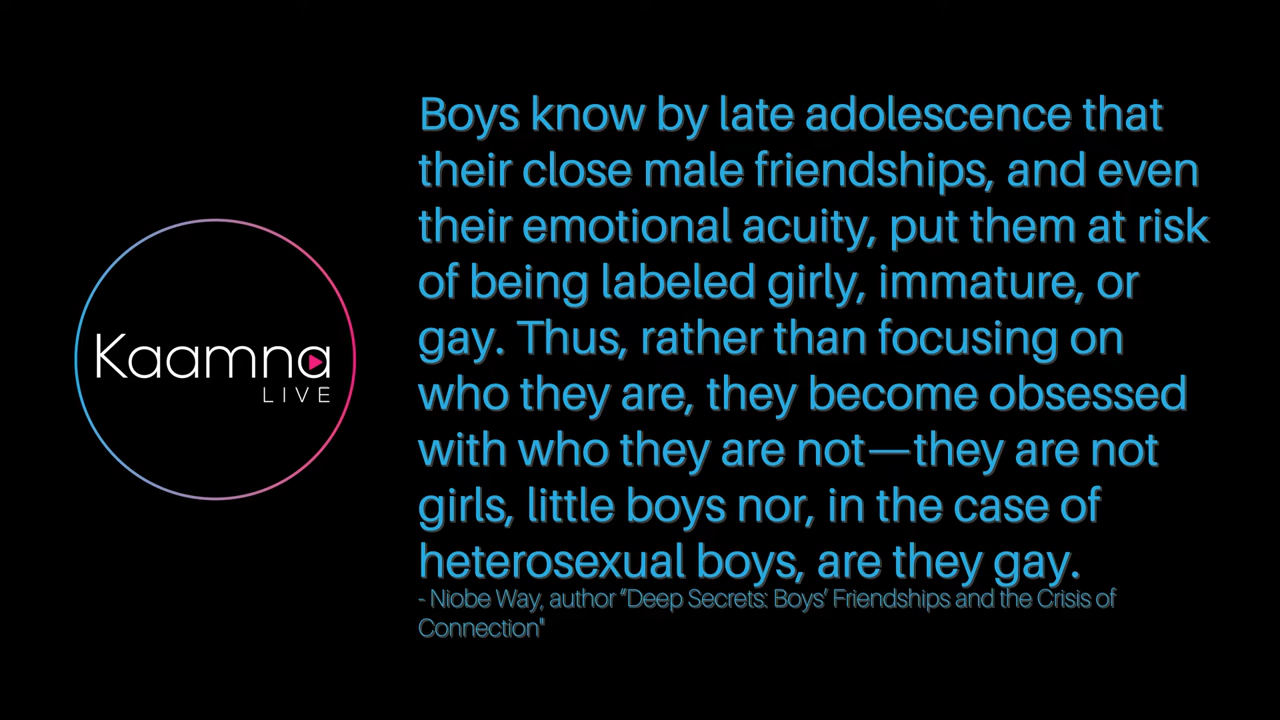 Kaamna
LIVE
Boys know by late adolescence that
their close male friendships, and even
their emotional acuity, put them at risk
of being labeled girly, immature, or
gay. Thus, rather than focusing on
who they are, they become obsessed
with who they are not—they are not
girls, little boys nor, in the case of
heterosexual boys, are they gay.
- Niobe Way, author “Deep Secrets: Boys’ Friendships and the Crisis of
Connection"